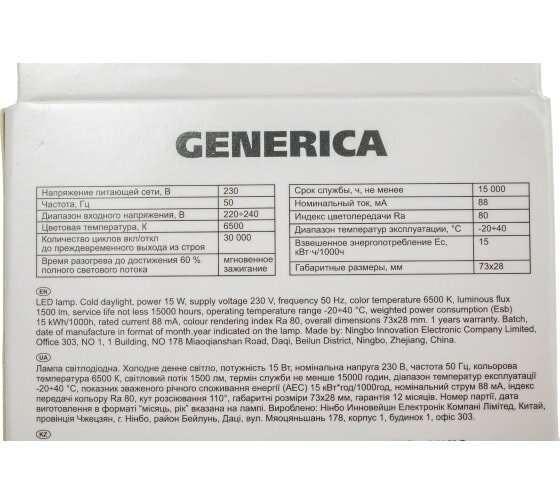 GENERICA
Напряжение питающей сети, В 230
Частота, Гц 50
Диапазон входного напряжения, В 220÷240
Цветовая температура, К 6500
Количество циклов вкл/откл до преждевременного выхода из строя 30 000
Время разогрева до достижения 60 % полного светового потока мгновенное зажигание
Срок службы, ч, не менее 15 000
Номинальный ток, мА 88
Индекс цветопередачи Ra 80
Диапазон температур эксплуатации, °С -20÷40
Взвешенное энергопотребление Ес, кВт·ч/1000ч 15
Габаритные размеры, мм 73x28
EN
LED lamp. Cold daylight, power 15 W, supply voltage 230 V, frequency 50 Hz, color temperature 6500 K, luminous flux
1500 lm, service life not less 15000 hours, operating temperature range -20÷40 °C, weighted power consumption (Esb)
15 kWh/1000h, rated current 88 mA, colour rendering index Ra 80, overall dimensions 73x28 mm. 1 years warranty. Batch,
date of manufacture in format of month.year indicated on the lamp. Made by: Ningbo Innovation Electronic Company Limited,
Office 303, NO 1, 1 Building, NO 178 Miaoqianshan Road, Daqi, Beilun District, Ningbo, Zhejiang, China.
UA
Лампа світлодіодна. Холодне денне світло, потужність 15 Вт, номінальна напруга 230 В, частота 50 Гц, кольорова
температура 6500 К, світловий потік 1500 лм, термін служби не менше 15000 годин, діапазон температур експлуатації
-20÷40 °С, показник зваженого річного споживання енергії (АЕС) 15 кВт*год/1000год, номінальний струм 88 мА, індекс
передачі кольору Ra 80, кут розсіювання 110°, габаритні розміри 73х28 мм, гарантія 12 місяців. Номер партії, дата
виготовлення в форматі "місяць, рік" вказана на лампі. Вироблено: Нінбо Инновейшн Електронік Компані Лімітед, Китай,
провінція Чжецзян, г. Нінбо, район Бейлунь, Даці, вул. Мяоцяньшань 178, корпус 1, будинок 1, офіс 303.
KZ